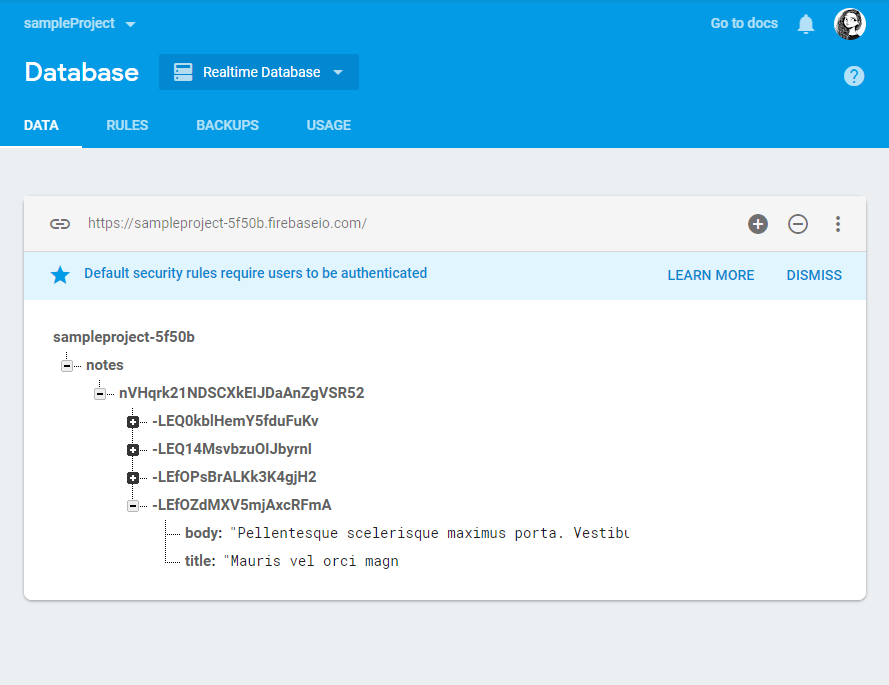 sampleProject
Go to docs
Database
Realtime Database
?
DATA RULES BACKUPS USAGE
https://sampleproject-5f50b.firebaseio.com/
Default security rules require users to be authenticated
LEARN MORE DISMISS
sampleproject-5f50b
notes
nVHqrk21NDSCXkEIJDaAnZgVSR52
-LEQ0kblHemY5fduFuKv
-LEQ14MsvbzuOIJbyrnI
-LEfOPsBrALKk3K4gjH2
-LEfOZdMXV5mjAxcRFmA
body: "Pellentesque scelerisque maximus porta. Vestibu
title: "Mauris vel orci magn